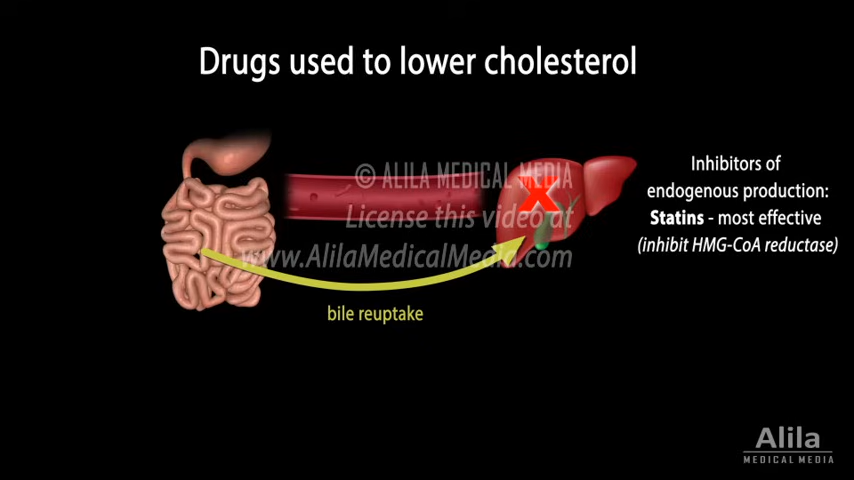 Drugs used to lower cholesterol
© ALILA MEDICAL MEDIA
License this video at
www.AlilaMedicalMedia.com
Inhibitors of
endogenous production:
Statins - most effective
(inhibit HMG-CoA reductase)
bile reuptake
Alila
MEDICAL MEDIA